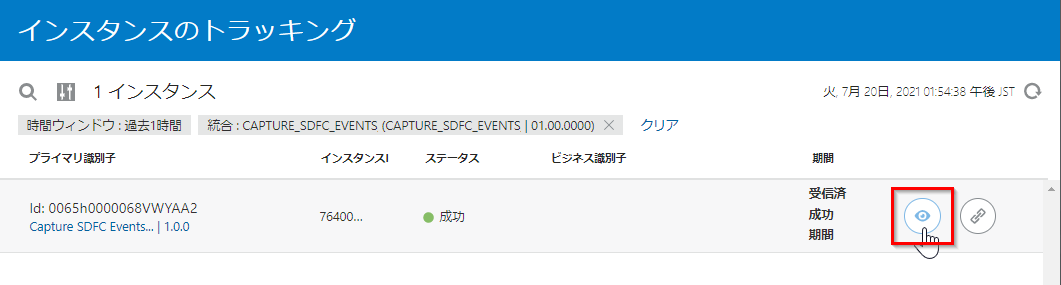 インスタンスのトラッキング
1 インスタンス
火, 7月 20日, 2021 01:54:38 午後 JST
時間ウィンドウ : 過去1時間
統合 : CAPTURE_SDFC_EVENTS (CAPTURE_SDFC_EVENTS | 01.00.0000)
クリア
プライマリ識別子 インスタンスI ステータス ビジネス識別子 期間
Id: 0065h0000068VWYAA2
Capture SDFC Events... | 1.0.0
76400...
成功
受信済
成功
期間